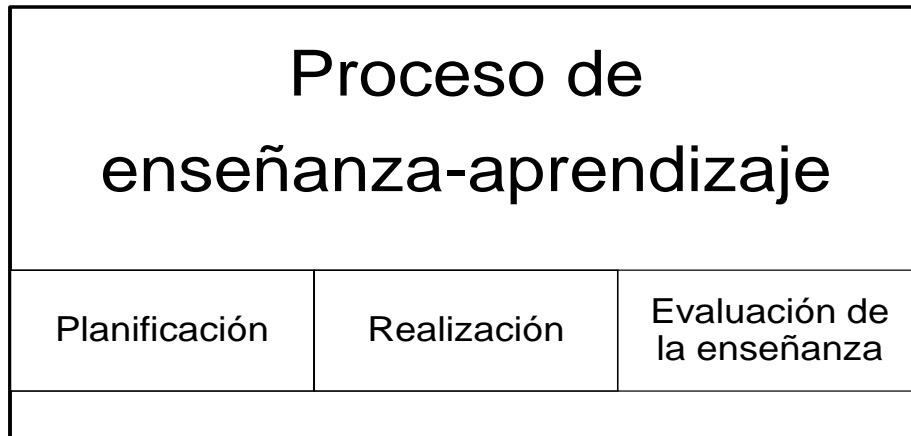 Proceso de
enseñanza-aprendizaje
Planificación
Realización
Evaluación de
la enseñanza